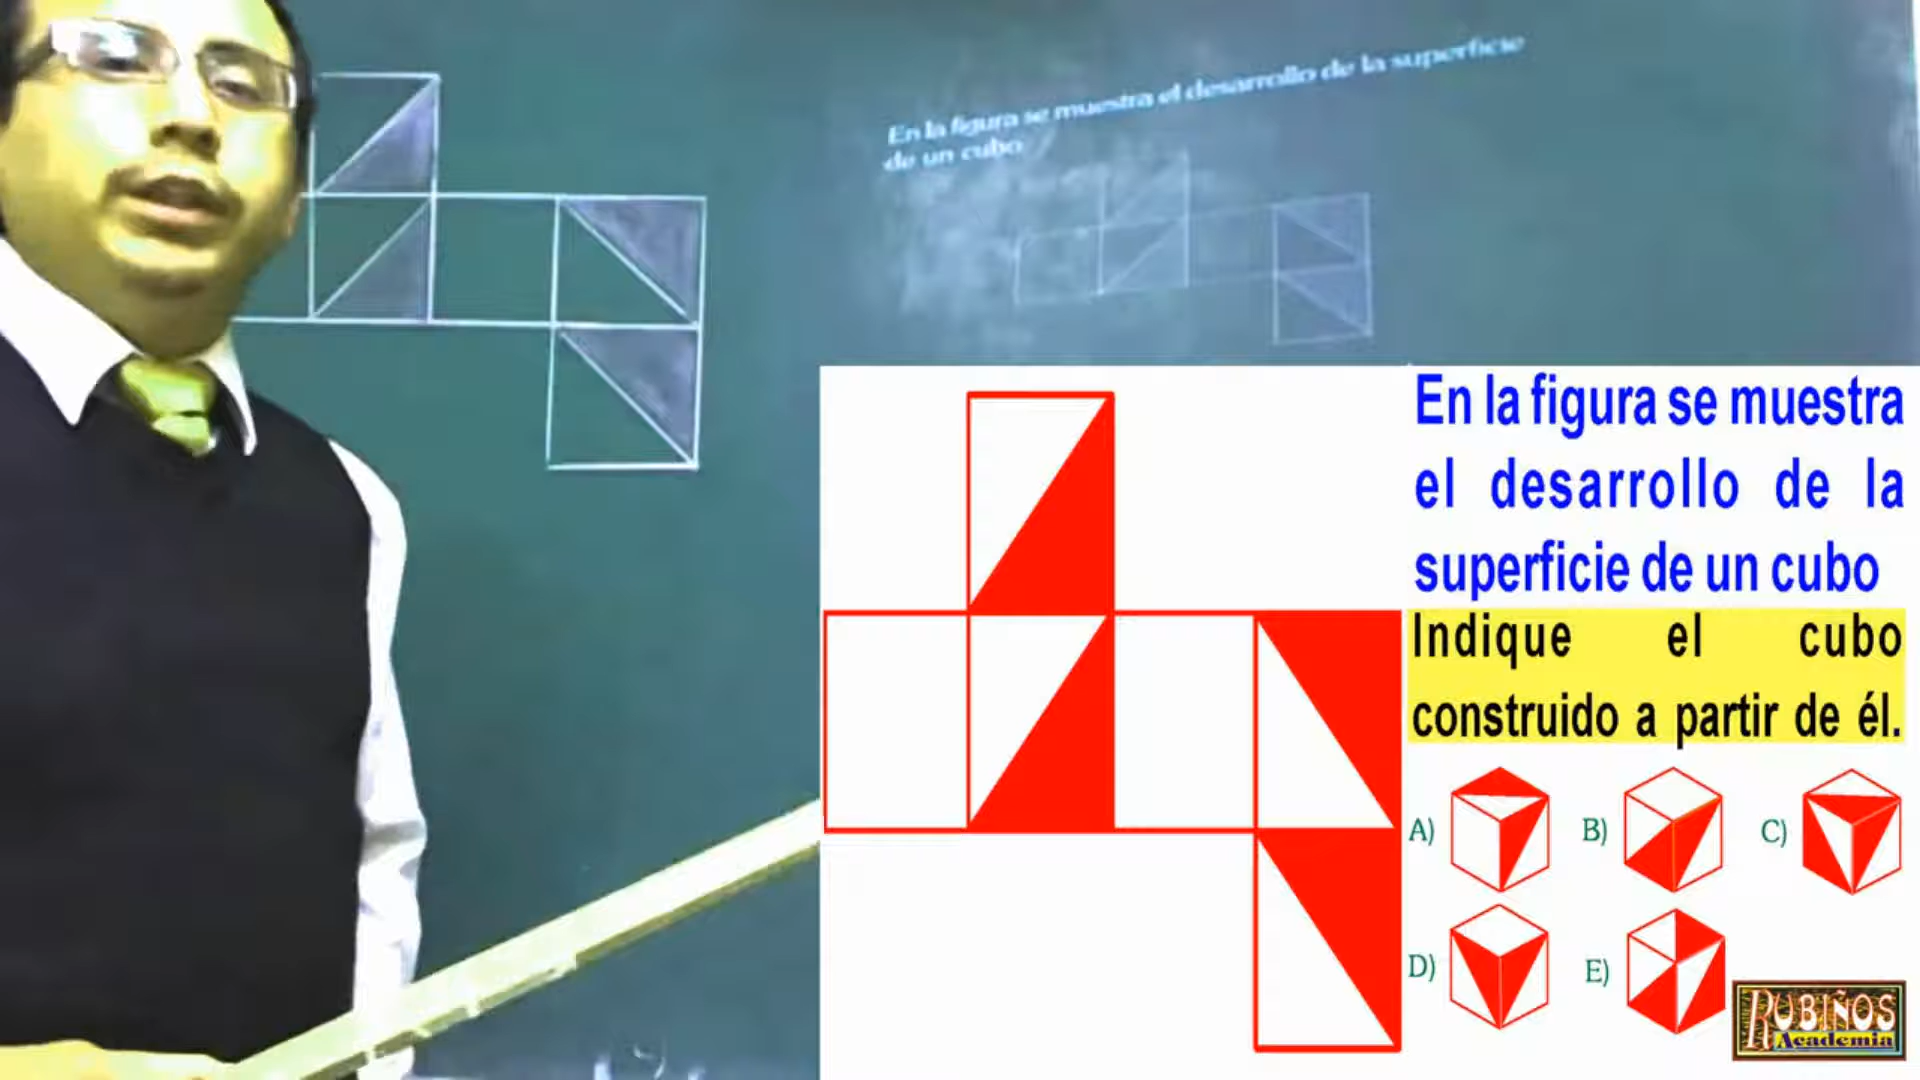 En la figura se muestra el desarrollo de la superficie
de un cubo
En la figura se muestra
el desarrollo de la
superficie de un cubo
Indique el cubo
construido a partir de él.
A)
B)
C)
D)
E)
RUBIÑOS
Academia